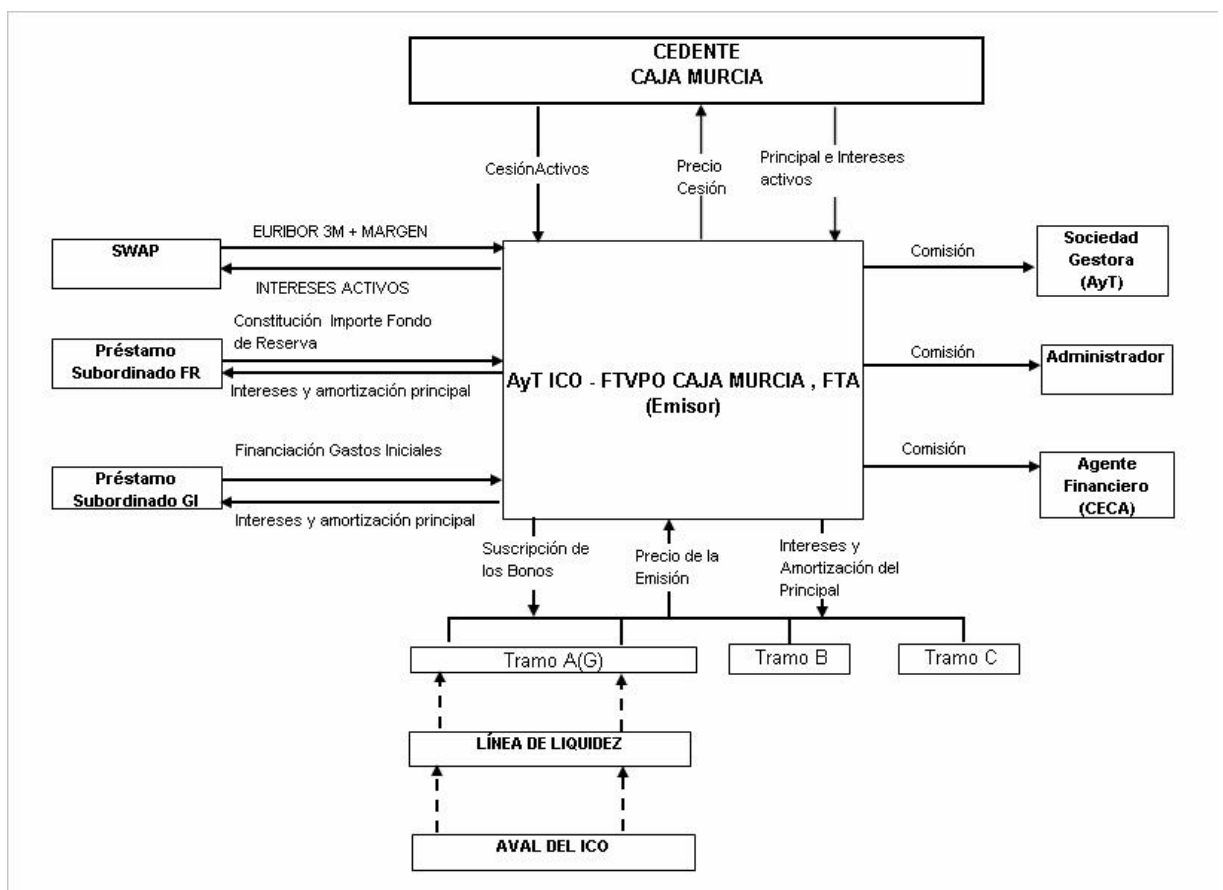 CEDENTE
CAJA MURCIA
CesiónActivos
Precio
Cesión
Principal e Intereses
activos
SWAP
EURIBOR 3M + MARGEN
INTERESES ACTIVOS
Préstamo
Subordinado FR
Constitución Importe Fondo
de Reserva
Intereses y amortización principal
Préstamo
Subordinado GI
Financiación Gastos Iniciales
Intereses y amortización principal
AyT ICO - FTVPO CAJA MURCIA , FTA
(Emisor)
Comisión
Sociedad
Gestora
(AyT)
Comisión
Administrador
Comisión
Agente
Financiero
(CECA)
Suscripción de
los Bonos
Precio de la
Emisión
Intereses y
Amortización del
Principal
Tramo A(G)
Tramo B
Tramo C
LÍNEA DE LIQUIDEZ
AVAL DEL ICO